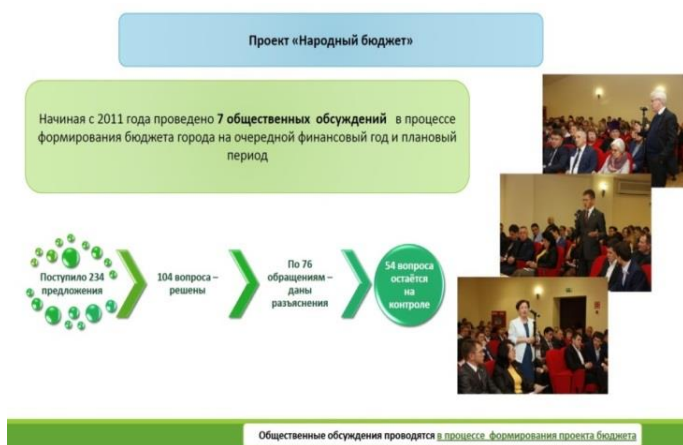 Проект «Народный бюджет»
Начиная с 2011 года проведено 7 общественных обсуждений в процессе
формирования бюджета города на очередной финансовый год и плановый
период
Поступило 234
предложения
104 вопроса –
решены
По 76
обращениям –
даны
разъяснения
54 вопроса
остаётся
на
контроле
Общественные обсуждения проводятся в процессе формирования проекта бюджета